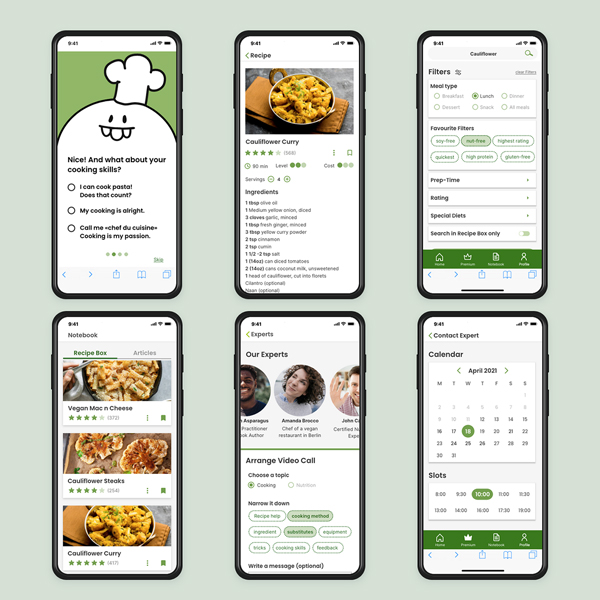 9:41
Nice! And what about your
cooking skills?
I can cook pasta!
Does that count?
My cooking is alright.
Call me «chef du cuisine»
Cooking is my passion.
Skip
9:41
Recipe
Cauliflower Curry
(569)
90 min
Level
Cost
Servings
4
Ingredients
1 tbsp olive oil
1 Medium yellow onion, diced
3 cloves garlic, minced
1 tbsp fresh ginger, minced
3 tbsp yellow curry powder
2 tsp cinnamon
2 tsp cumin
1 1/2 -2 tsp salt
1 (14oz) can diced tomatoes
2 (14oz) cans coconut milk, unsweetened
1 head of cauliflower, cut into florets
Cilantro (optional)
Naan (optional)
9:41
Cauliflower
Filters
clear Filters
Meal type
Breakfast
Lunch
Dinner
Dessert
Snack
All meals
Favourite Filters
soy-free
nut-free
highest rating
quickest
high protein
gluten-free
Prep-Time
Rating
Special Diets
Search in Recipe Box only
Home
Premium
Notebook
Profile
9:41
Notebook
Recipe Box
Articles
Vegan Mac n Cheese
(372)
Cauliflower Steaks
(254)
Cauliflower Curry
(417)
9:41
Experts
Our Experts
Asparagus
Practitioner
ook Author
Amanda Brocco
Chef of a vegan
restaurant in Berlin
John Ca
Certified Nu
Expe
Arrange Video Call
Choose a topic
Cooking
Nutrition
Narrow it down
Recipe help
cooking method
ingredient
substitutes
equipment
tricks
cooking skills
feedback
Write a message (optional)
9:41
Contact Expert
Calendar
April 2021
M T W T F S S
1
9 10 11 12 13 14 15
16 17 18 19 20 21 22
23 24 25 26 27 28 29
30 31
Slots
8:00 9:30 10:00 11:00 11:30
13:00 14:00 16:00 17:30 19:00
Home
Premium
Notebook
Profile